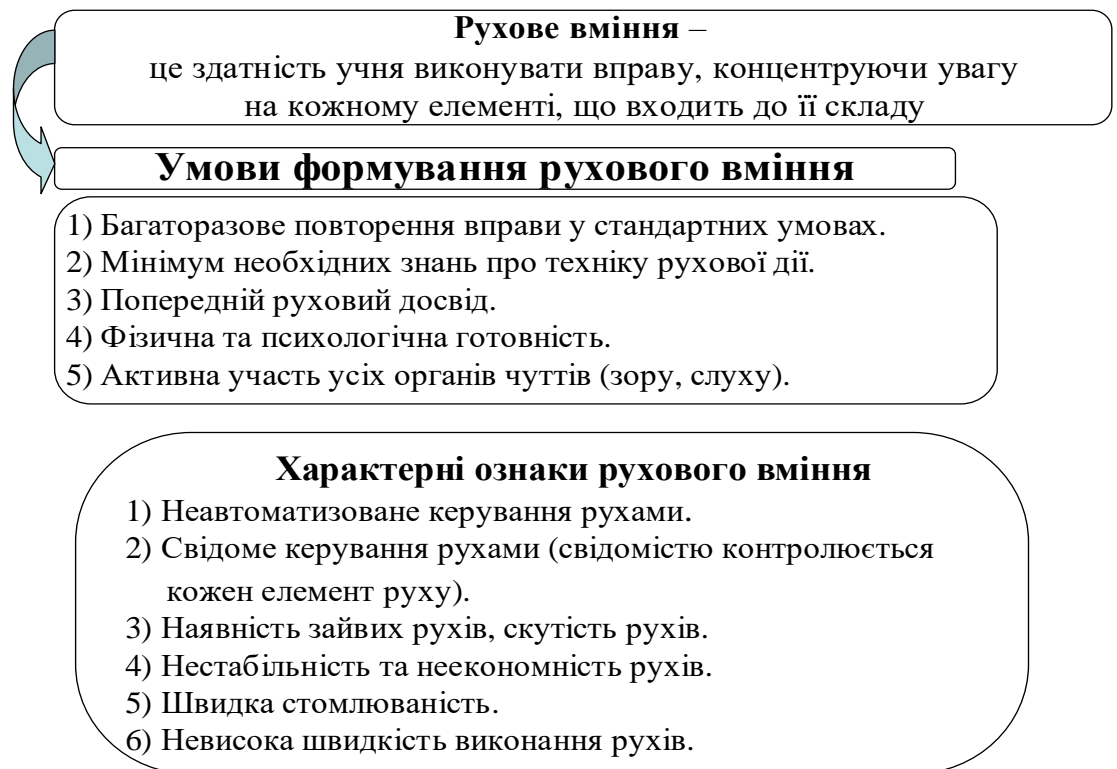 Рухове вміння –
це здатність учня виконувати вправу, концентруючи увагу
на кожному елементі, що входить до її складу
Умови формування рухового вміння
1) Багаторазове повторення вправи у стандартних умовах.
2) Мінімум необхідних знань про техніку рухової дії.
3) Попередній руховий досвід.
4) Фізична та психологічна готовність.
5) Активна участь усіх органів чуттів (зору, слуху).
Характерні ознаки рухового вміння
1) Неавтоматизоване керування рухами.
2) Свідоме керування рухами (свідомістю контролюється
кожен елемент руху).
3) Наявність зайвих рухів, скутість рухів.
4) Нестабільність та неекономність рухів.
5) Швидка стомлюваність.
6) Невисока швидкість виконання рухів.